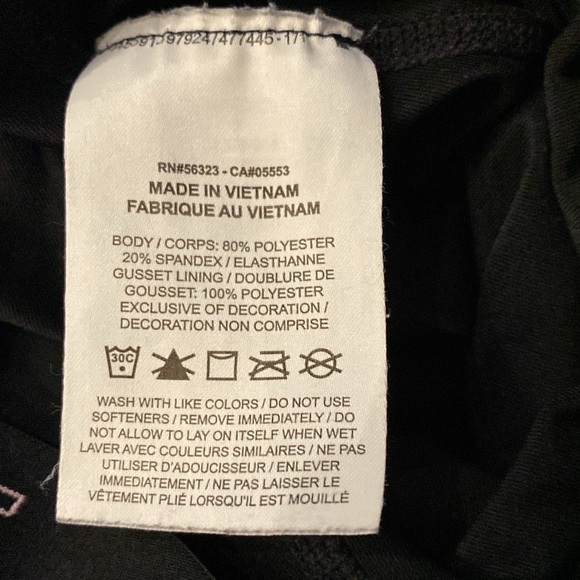 RN#56323 - CA#05553
MADE IN VIETNAM
FABRIQUE AU VIETNAM
BODY / CORPS: 80% POLYESTER
20% SPANDEX / ELASTHANNE
GUSSET LINING / DOUBLURE DE
GOUSSET: 100% POLYESTER
EXCLUSIVE OF DECORATION /
DECORATION NON COMPRISE
30C
WASH WITH LIKE COLORS / DO NOT USE
SOFTENERS / REMOVE IMMEDIATELY / DO
NOT ALLOW TO LAY ON ITSELF WHEN WET
LAVER AVEC COULEURS SIMILAIRES / NE PAS
UTILISER D'ADOUCISSEUR / ENLEVER
IMMEDIATEMENT / NE PAS LAISSER LE
VÊTEMENT PLIÉ LORSQU'IL EST MOUILLÉ